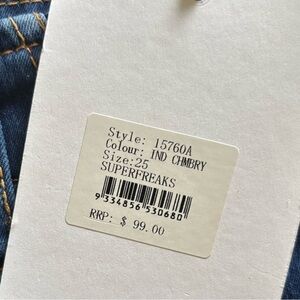 Style: 15760A
Colour: IND CHMBRY
Size:25
SUPERFREAKS
9 334856 530680
RRP: $ 99.00